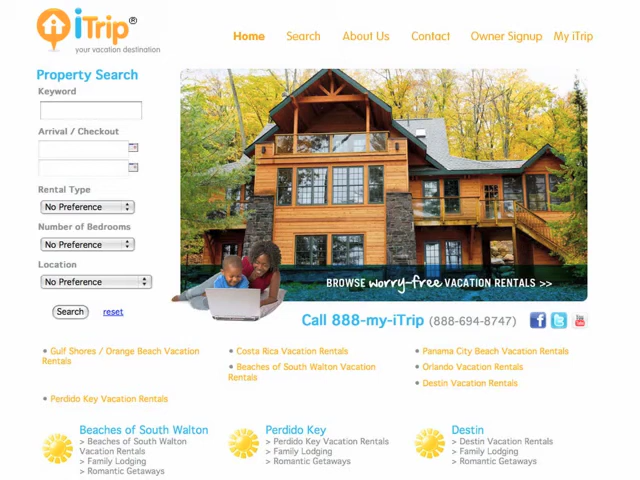 iTrip®
your vacation destination
Home Search About Us Contact Owner Signup My iTrip
Property Search
Keyword
Arrival / Checkout
Rental Type
No Preference
Number of Bedrooms
No Preference
Location
No Preference
Search reset
BROWSE worry-free VACATION RENTALS >>
Call 888-my-iTrip (888-694-8747)
• Gulf Shores / Orange Beach Vacation
Rentals
• Costa Rica Vacation Rentals
• Beaches of South Walton Vacation
Rentals
• Panama City Beach Vacation Rentals
• Orlando Vacation Rentals
• Destin Vacation Rentals
• Perdido Key Vacation Rentals
Beaches of South Walton
> Beaches of South Walton
Vacation Rentals
> Family Lodging
> Romantic Getaways
Perdido Key
> Perdido Key Vacation Rentals
> Family Lodging
> Romantic Getaways
Destin
> Destin Vacation Rentals
> Family Lodging
> Romantic Getaways